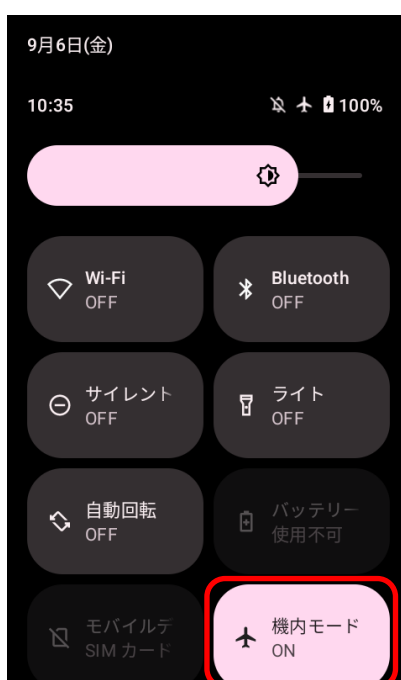 9月6日(金)
10:35
100%
Wi-Fi
OFF
Bluetooth
OFF
サイレント
OFF
ライト
OFF
自動回転
OFF
バッテリー
使用不可
モバイルデ
SIM カード
機内モード
ON